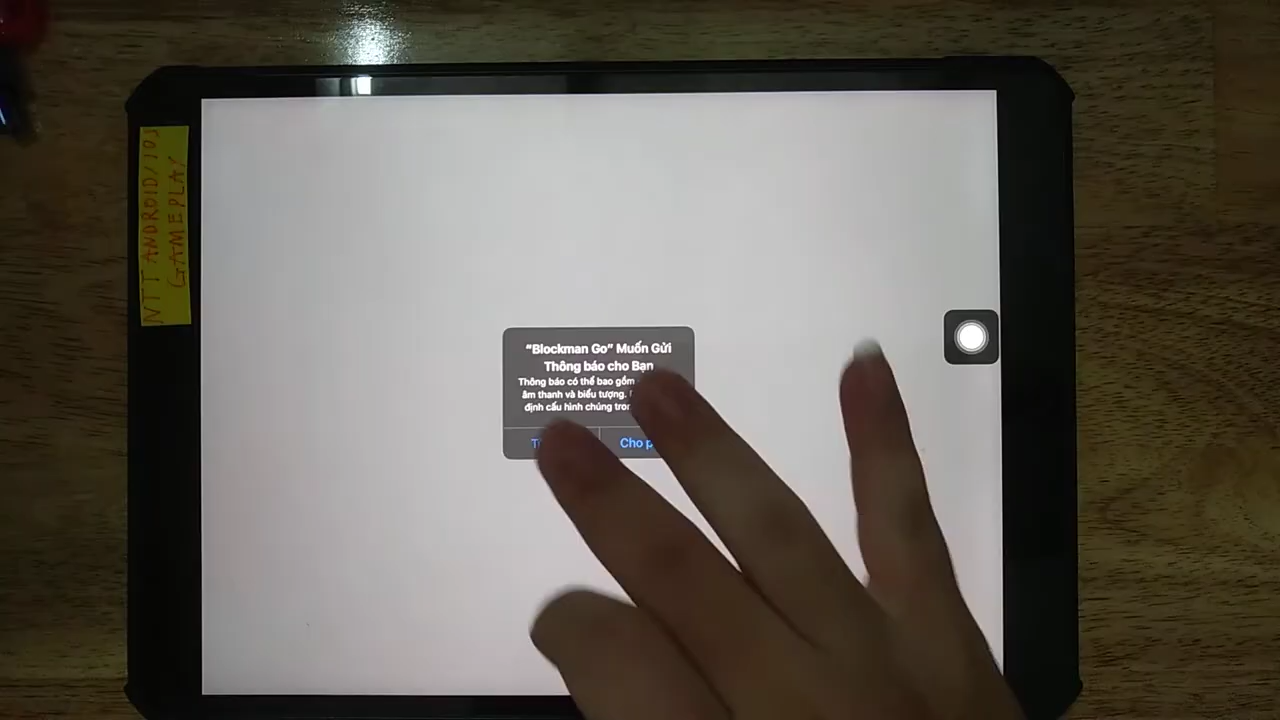 NTT ANDROID/IOS
GAMEPLAY
“Blockman Go” Muốn Gửi
Thông báo cho Bạn
Thông báo có thể bao gồm
âm thanh và biểu tượng.
định cấu hình chúng
Cho